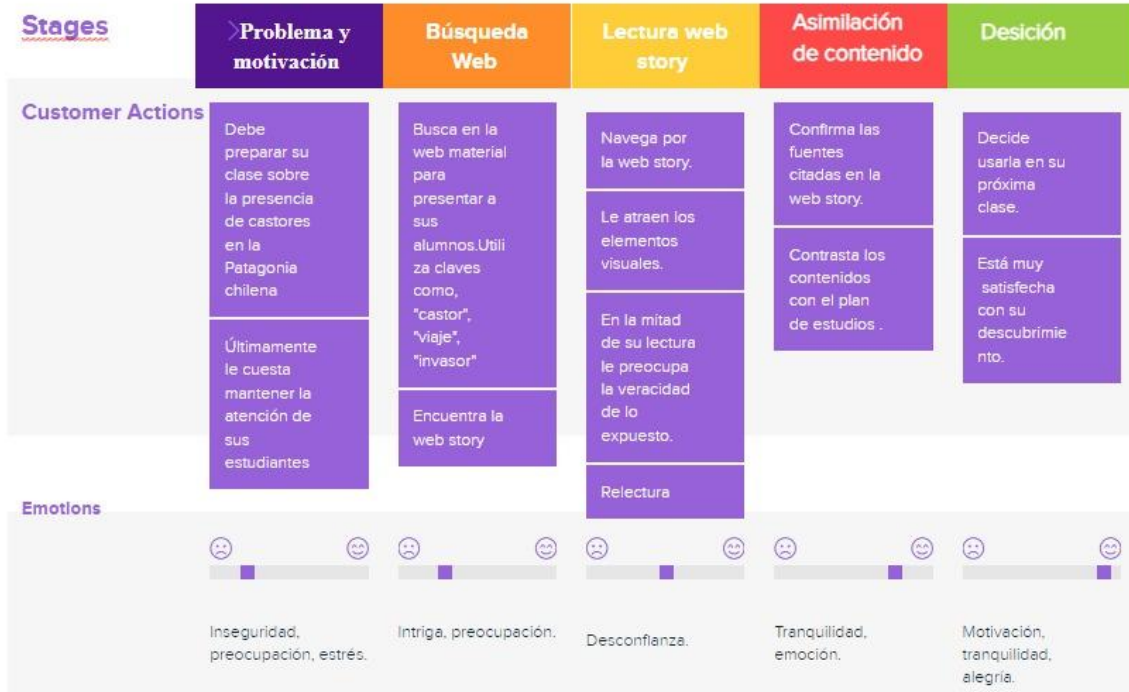 Stages
Problema y
motivación
Búsqueda
Web
Lectura web
story
Asimilación
de contenido
Desición
Customer Actions
Debe
preparar su
clase sobre
la presencia
de castores
en la
Patagonia
chilena
Últimamente
le cuesta
mantener la
atención de
sus
estudiantes
Busca en la
web material
para
presentar a
sus
alumnos.Utili
za claves
como,
"castor",
"viaje",
"invasor"
Encuentra la
web story
Navega por
la web story.
Le atraen los
elementos
visuales.
En la mitad
de su lectura
le preocupa
la veracidad
de lo
expuesto.
Relectura
Confirma las
fuentes
citadas en la
web story.
Contrasta los
contenidos
con el plan
de estudios .
Decide
usarla en su
próxima
clase.
Está muy
satisfecha
con su
descubrimie
nto.
Emotions
Inseguridad,
preocupación, estrés.
Intriga, preocupación.
Desconfianza.
Tranquilidad,
emoción.
Motivación,
tranquilidad,
alegría.